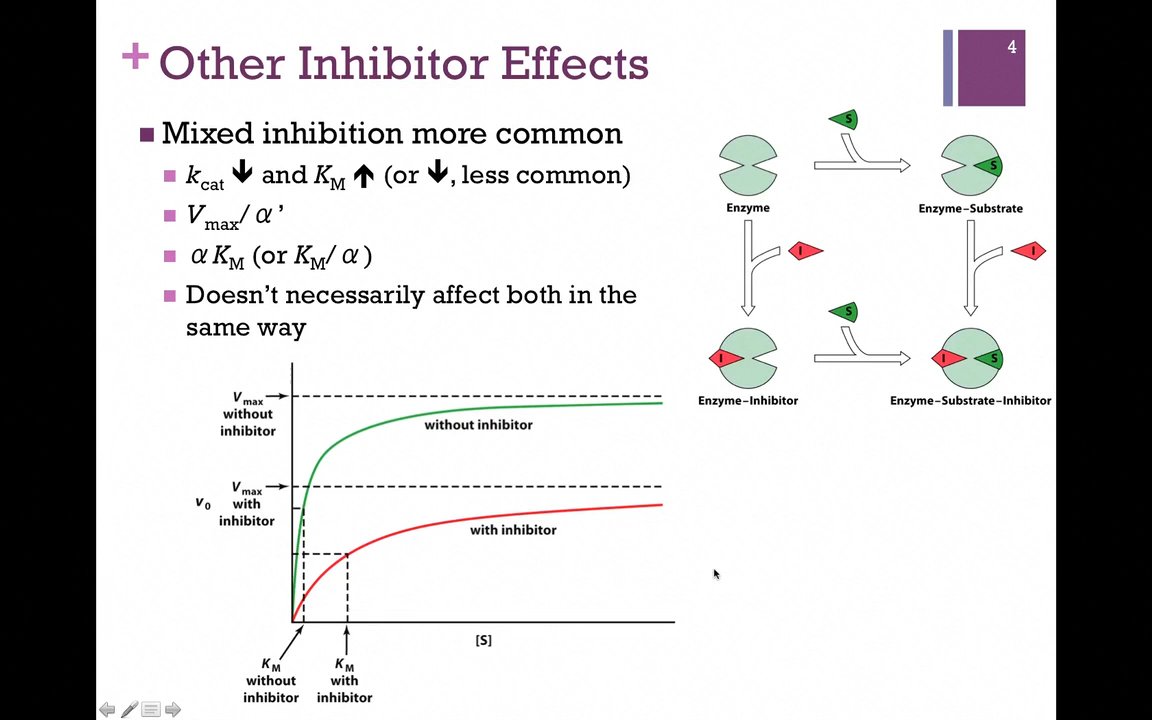 4
+ Other Inhibitor Effects
Mixed inhibition more common
kcat 🡇 and KM 🡅 (or 🡇, less common)
Vmax/α’
αKM (or KM/α)
Doesn’t necessarily affect both in the
same way
S
S
Enzyme
Enzyme–Substrate
I
I
S
I
I
S
Enzyme–Inhibitor
Enzyme–Substrate–Inhibitor
Vmax
without
inhibitor
without inhibitor
Vmax
with
inhibitor
v0
with inhibitor
[S]
KM
without
inhibitor
KM
with
inhibitor